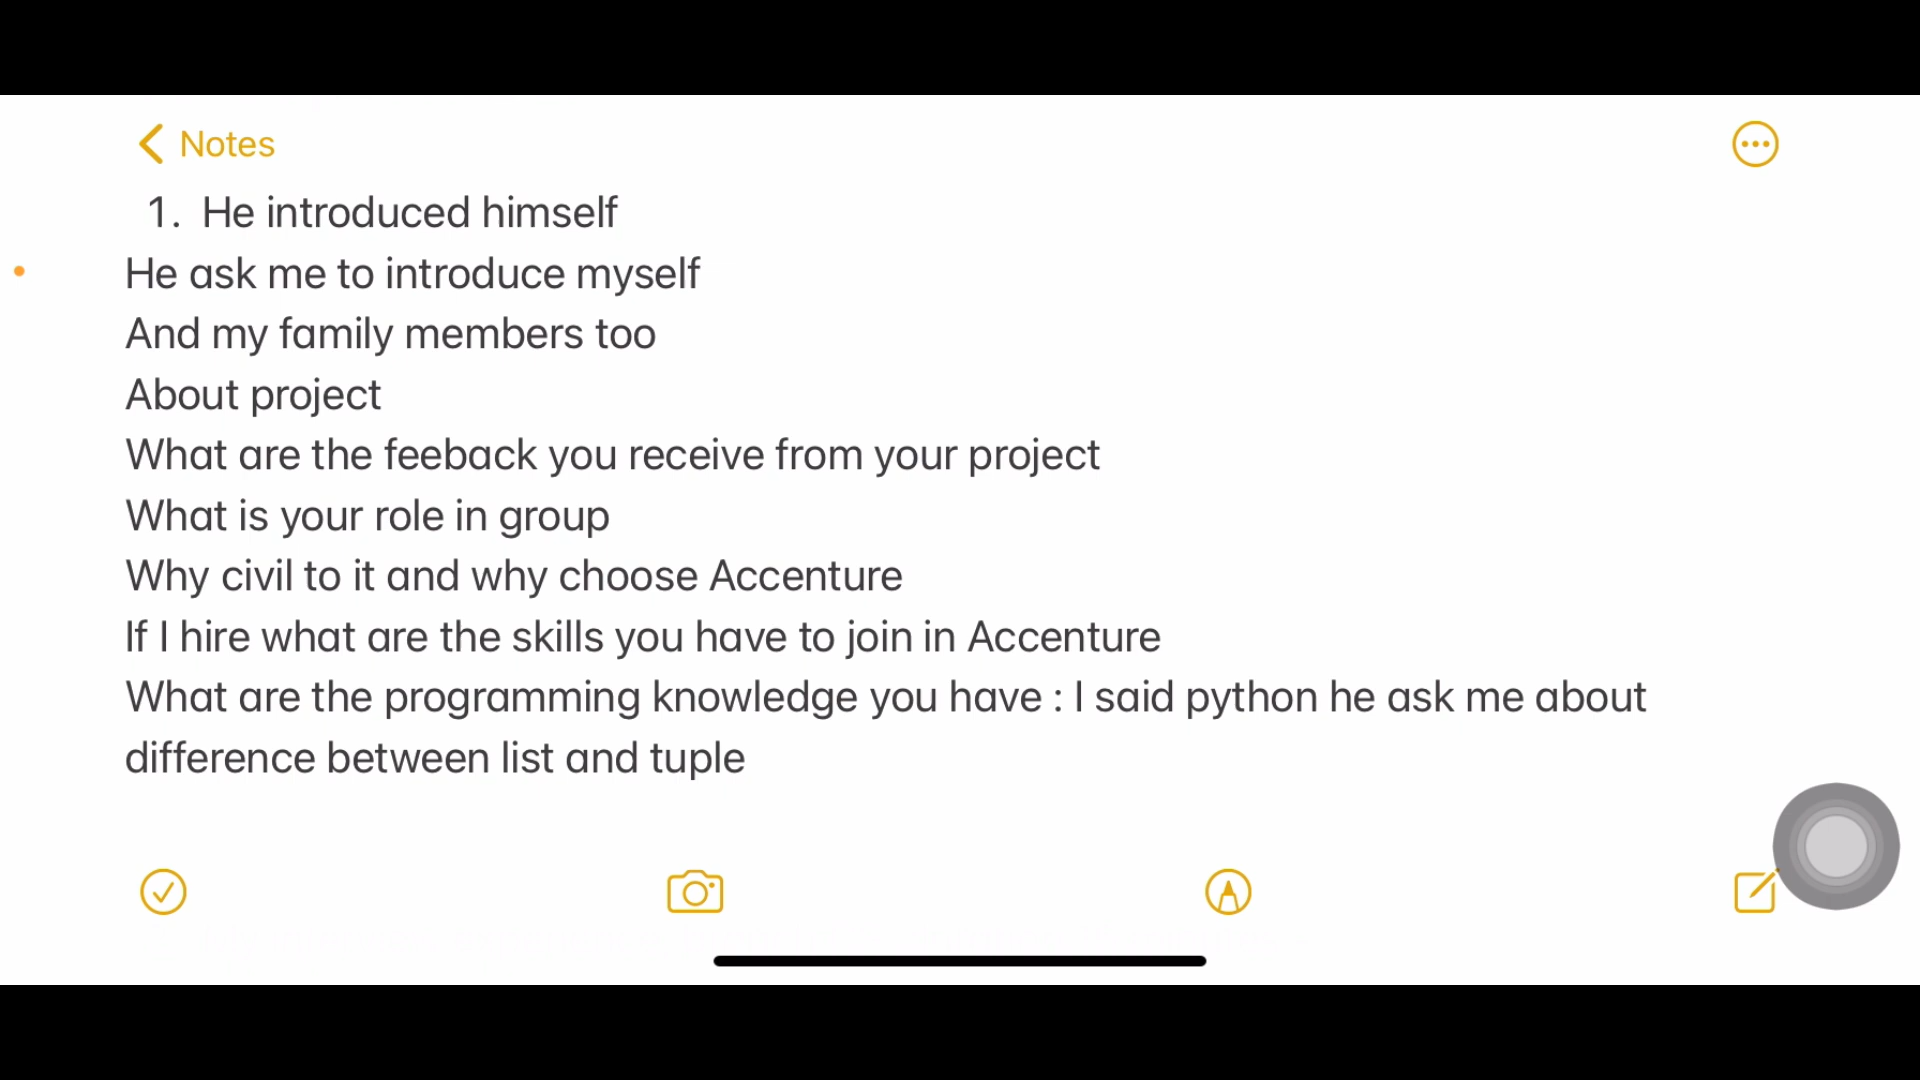 Notes
1. He introduced himself
He ask me to introduce myself
And my family members too
About project
What are the feeback you receive from your project
What is your role in group
Why civil to it and why choose Accenture
If I hire what are the skills you have to join in Accenture
What are the programming knowledge you have : I said python he ask me about
difference between list and tuple